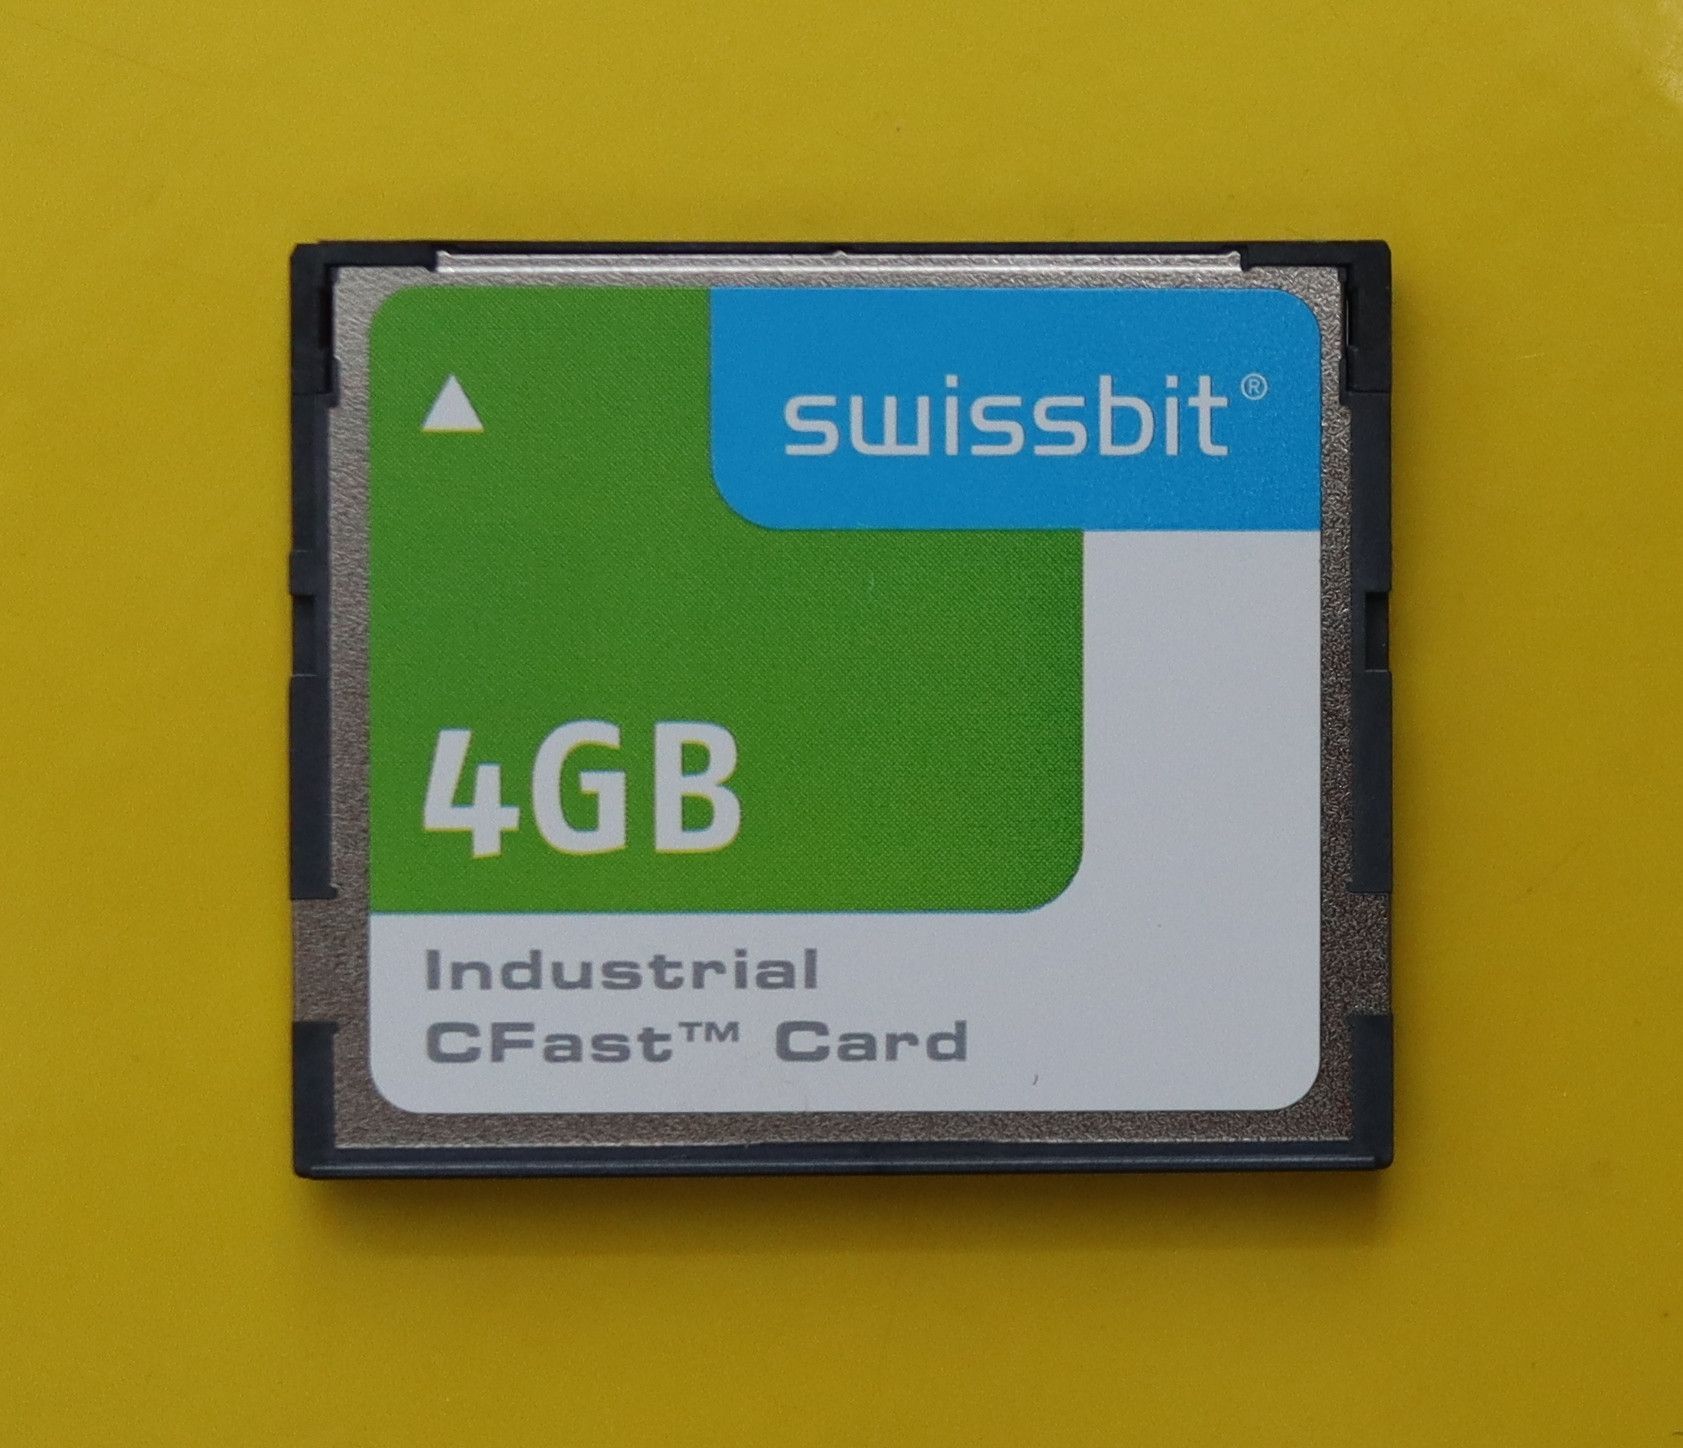 swissbit®
4GB
Industrial
CFast™ Card